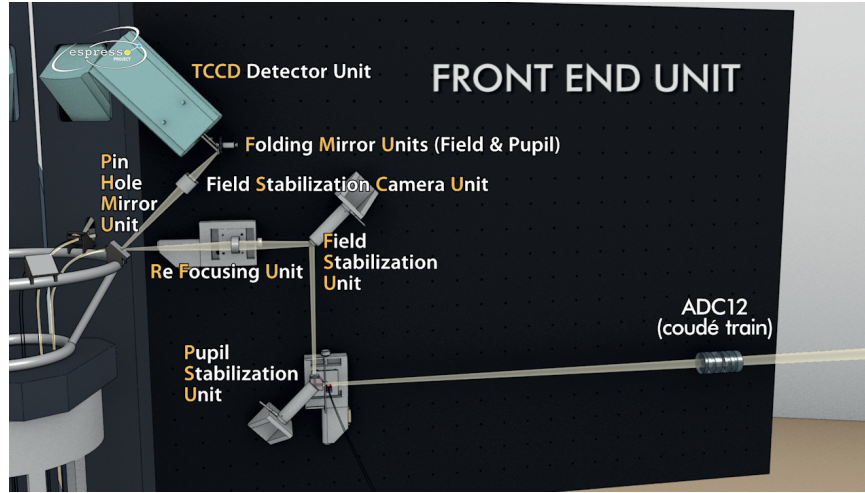 espresso
PROJECT
TCCD Detector Unit
FRONT END UNIT
Folding Mirror Units (Field & Pupil)
Pin
Hole
Mirror
Unit
Field Stabilization Camera Unit
Re Focusing Unit
Field
Stabilization
Unit
ADC12
(coudé train)
Pupil
Stabilization
Unit